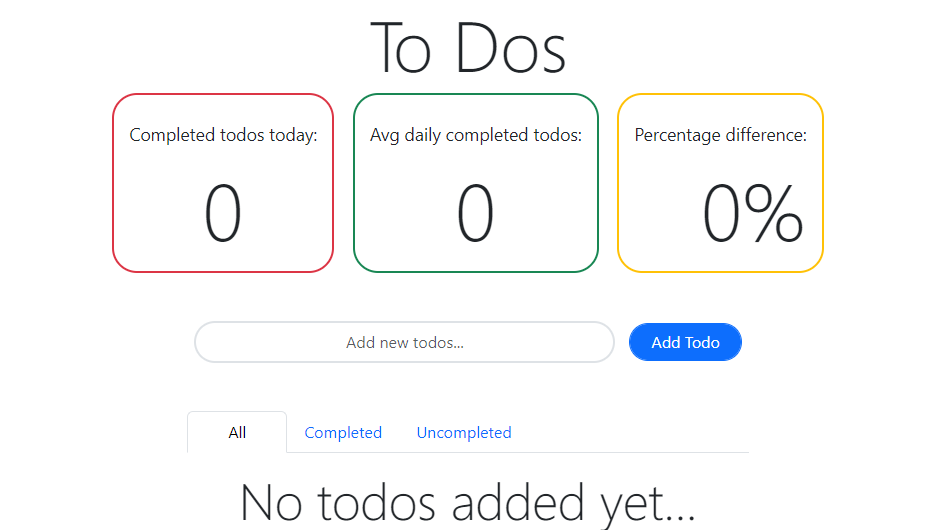 To Dos
Completed todos today:
0
Avg daily completed todos:
0
Percentage difference:
0%
Add new todos...
Add Todo
All
Completed
Uncompleted
No todos added yet...